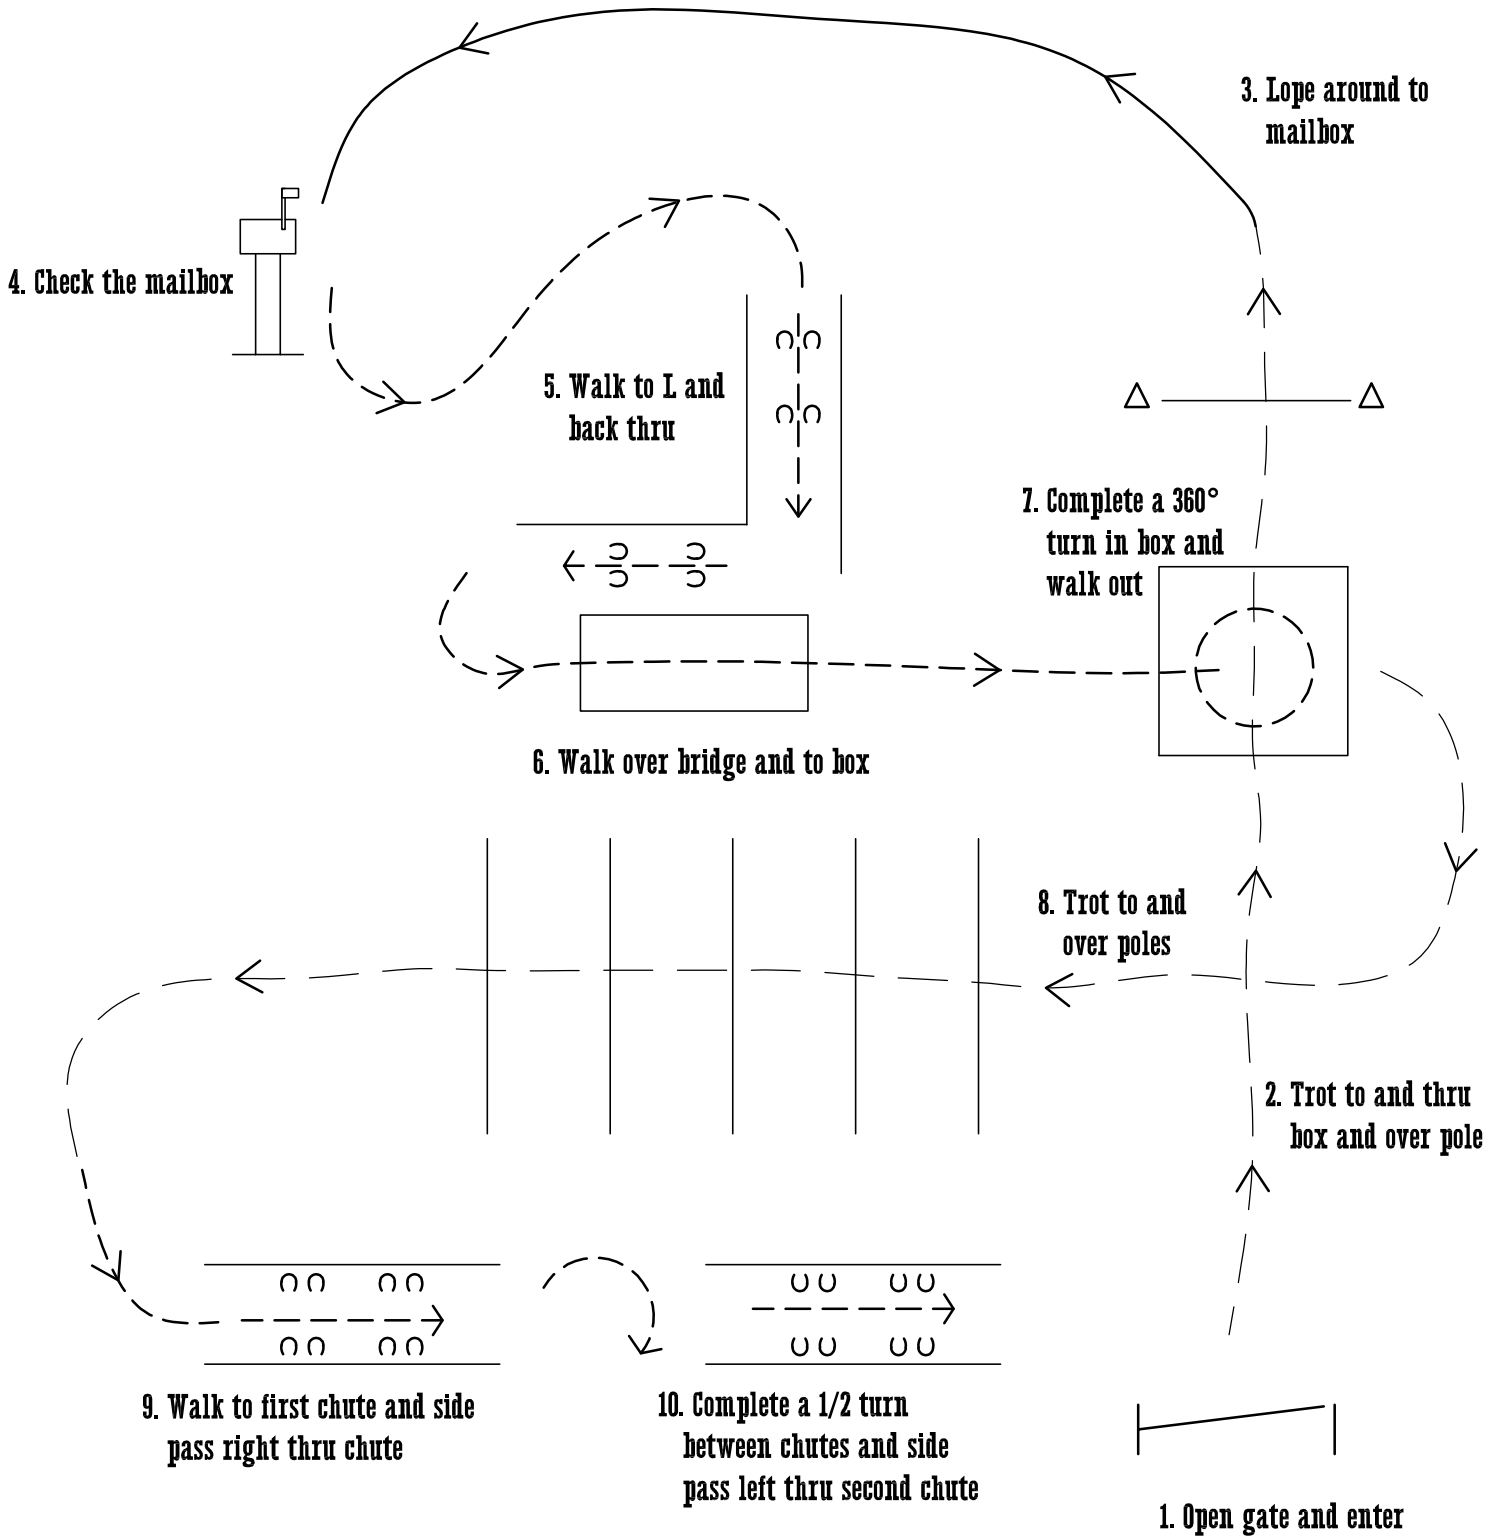 3. Lope around to
mailbox
4. Check the mailbox
5. Walk to L and
back thru
7. Complete a 360°
turn in box and
walk out
6. Walk over bridge and to box
8. Trot to and
over poles
2. Trot to and thru
box and over pole
9. Walk to first chute and side
pass right thru chute
10. Complete a 1/2 turn
between chutes and side
pass left thru second chute
1. Open gate and enter